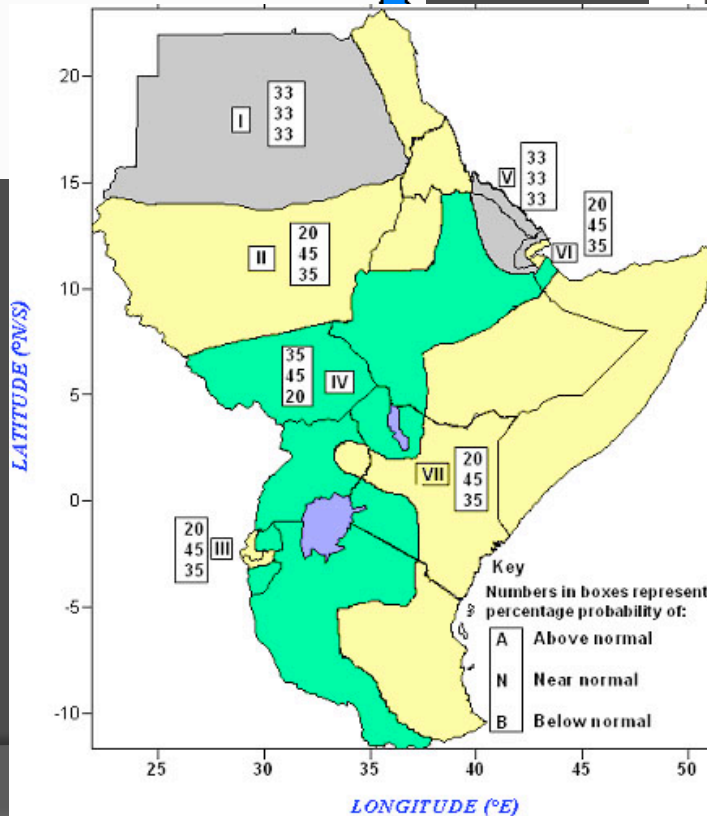 20
15
10
5
0
-5
-10
LATITUDE (°N/S)
I
33
33
33
V
33
33
33
20
45
35
VI
II
20
45
35
35
45
20
IV
VII
20
45
35
20
45
35
III
Key
Numbers in boxes represent
percentage probability of:
A Above normal
N Near normal
B Below normal
25 30 35 40 45 50
LONGITUDE (°E)